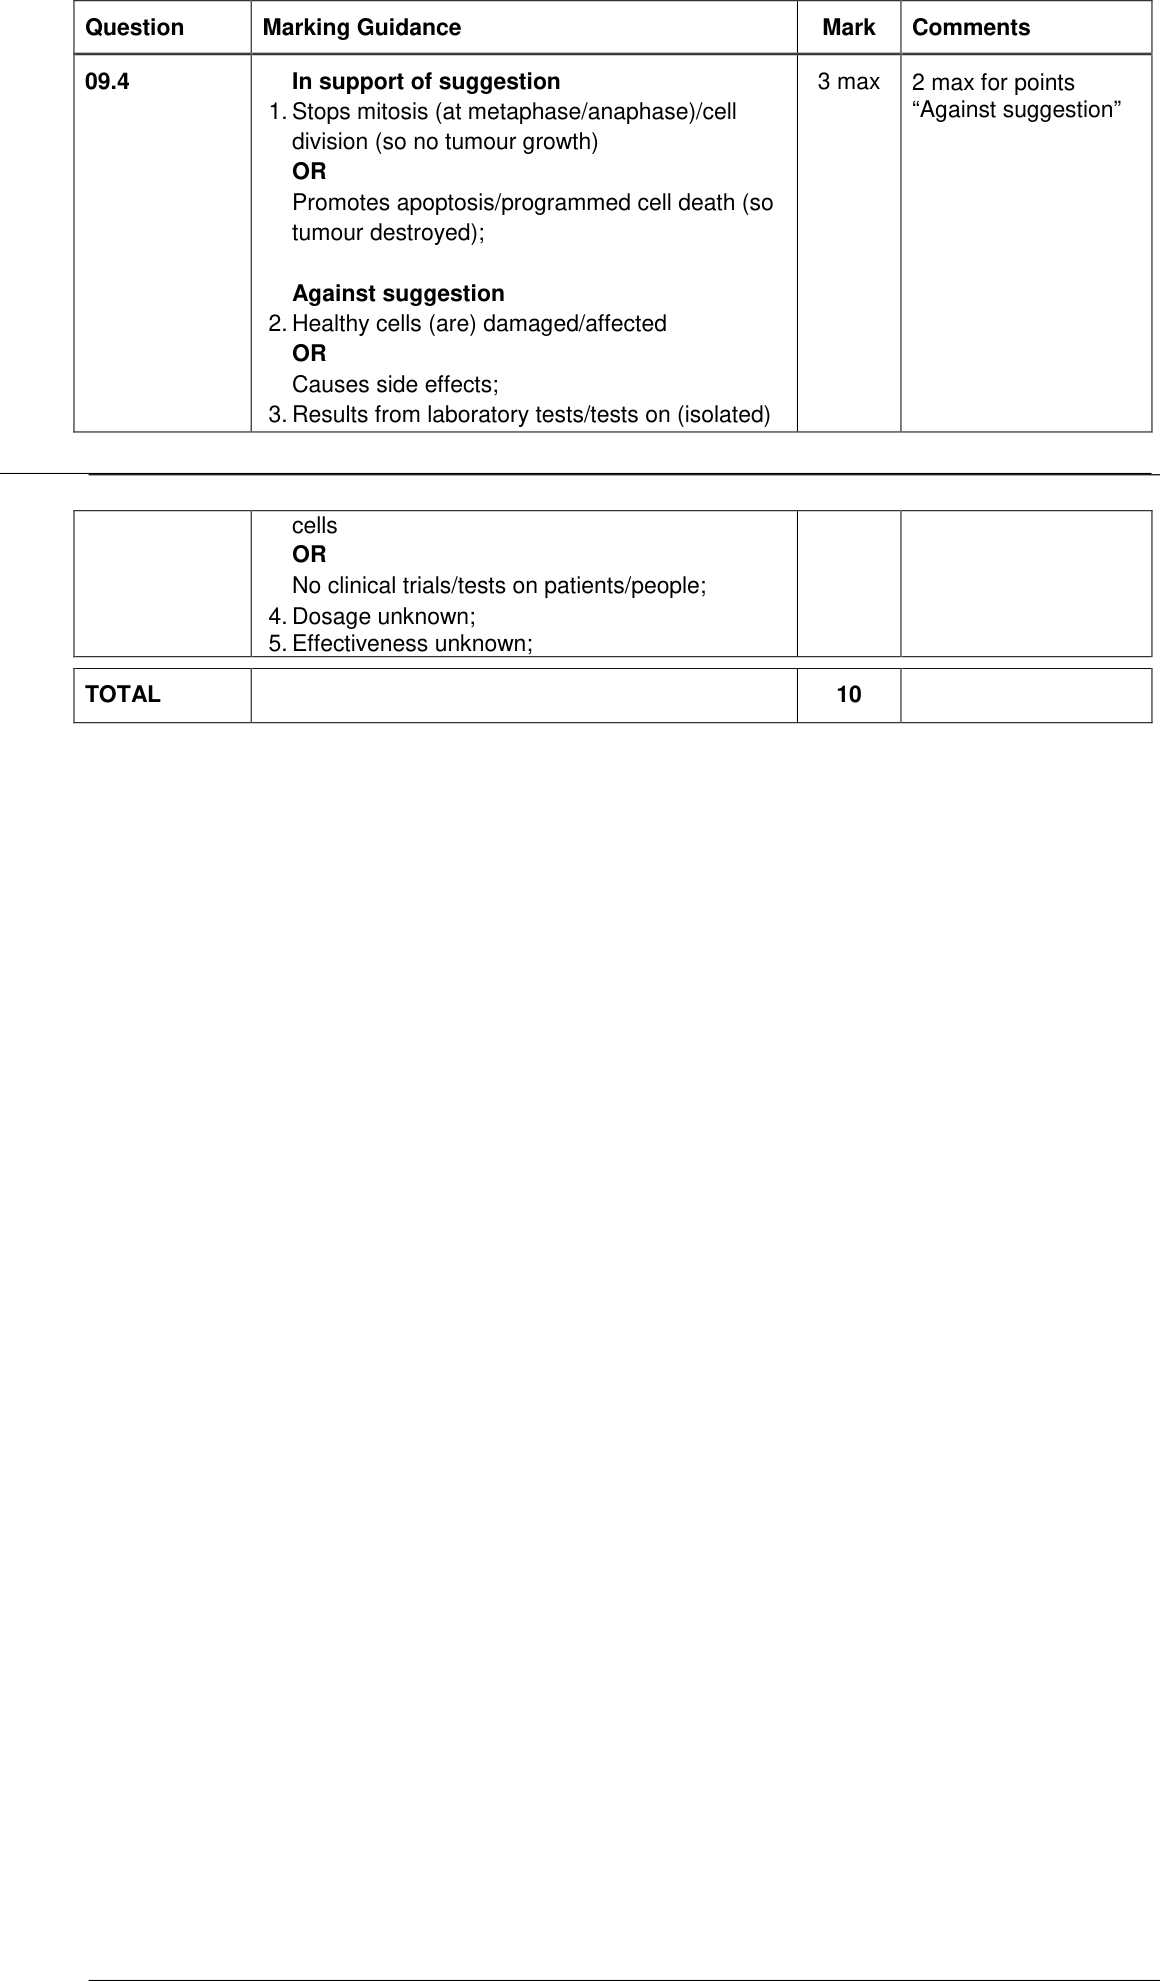 Question Marking Guidance Mark Comments
09.4 In support of suggestion 3 max 2 max for points
1. Stops mitosis (at metaphase/anaphase)/cell “Against suggestion”
division (so no tumour growth)
OR
Promotes apoptosis/programmed cell death (so
tumour destroyed);
Against suggestion
2. Healthy cells (are) damaged/affected
OR
Causes side effects;
3. Results from laboratory tests/tests on (isolated)
cells
OR
No clinical trials/tests on patients/people;
4. Dosage unknown;
5. Effectiveness unknown;
TOTAL 10